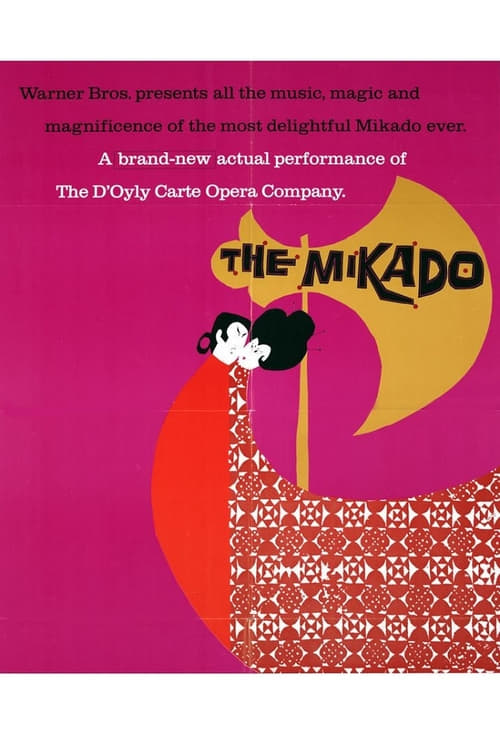 Warner Bros. presents all the music, magic and
magnificence of the most delightful Mikado ever.
A brand-new actual performance of
The D'Oyly Carte Opera Company.
THE MIKADO